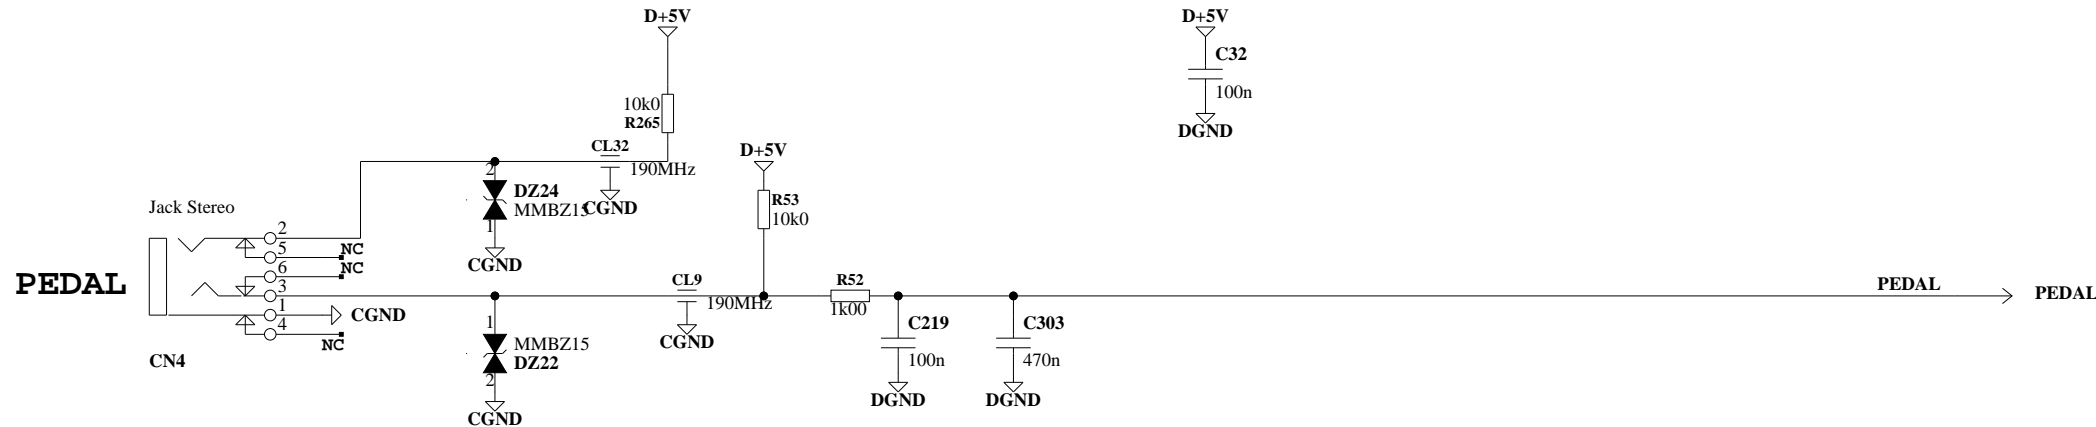 D+5V
D+5V
C32
100n
DGND
10k0
R265
CL32
190MHz
D+5V
2
DZ24
MMBZ15
1
CGND
CGND
R53
10k0
Jack Stereo
2
5
NC
6
NC
3
1
CGND
4
NC
PEDAL
CN4
CL9
190MHz
CGND
R52
1k00
PEDAL
PEDAL
1
MMBZ15
DZ22
2
CGND
C219
100n
DGND
C303
470n
DGND